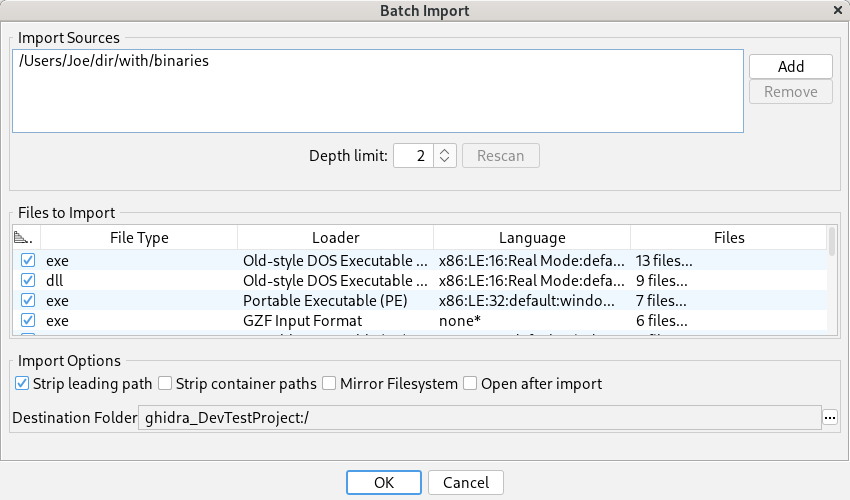 Batch Import
Import Sources
/Users/Joe/dir/with/binaries
Add
Remove
Depth limit: 2 Rescan
Files to Import
File Type Loader Language Files
exe Old-style DOS Executable ... x86:LE:16:Real Mode:defa... 13 files...
dll Old-style DOS Executable ... x86:LE:16:Real Mode:defa... 9 files...
exe Portable Executable (PE) x86:LE:32:default:windo... 7 files...
exe GZF Input Format none* 6 files...
Import Options
Strip leading path Strip container paths Mirror Filesystem Open after import
Destination Folder ghidra_DevTestProject:/ ...
OK Cancel